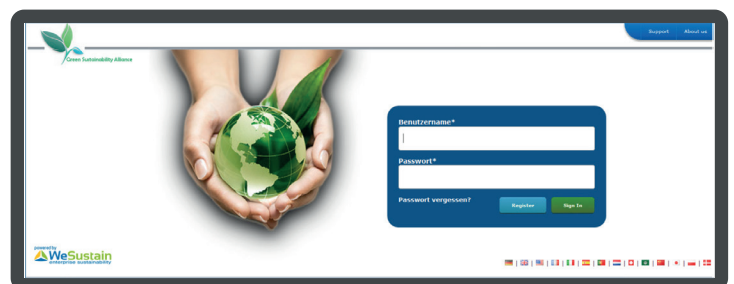 Support About us
Green Sustainability Alliance
Benutzername*
Passwort*
Passwort vergessen?
Register
Sign In
powered by
WeSustain
enterprise sustainability